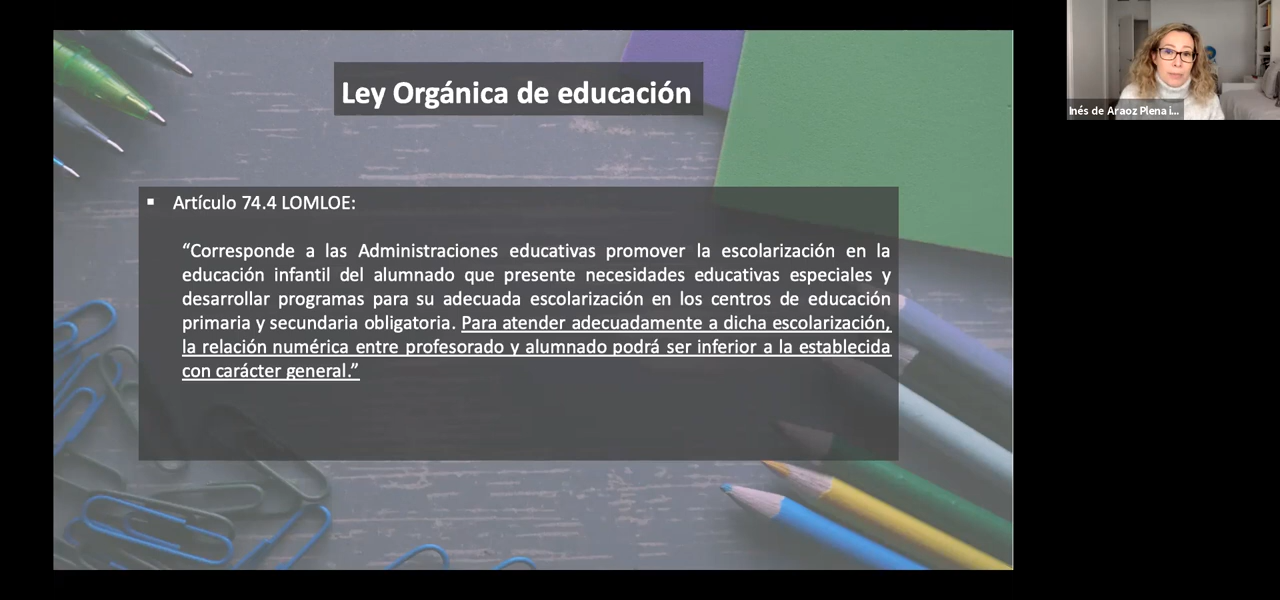 Ley Orgánica de educación
▪ Artículo 74.4 LOMLOE:
“Corresponde a las Administraciones educativas promover la escolarización en la
educación infantil del alumnado que presente necesidades educativas especiales y
desarrollar programas para su adecuada escolarización en los centros de educación
primaria y secundaria obligatoria. Para atender adecuadamente a dicha escolarización,
la relación numérica entre profesorado y alumnado podrá ser inferior a la establecida
con carácter general.”
Inés de Araoz Plena i...